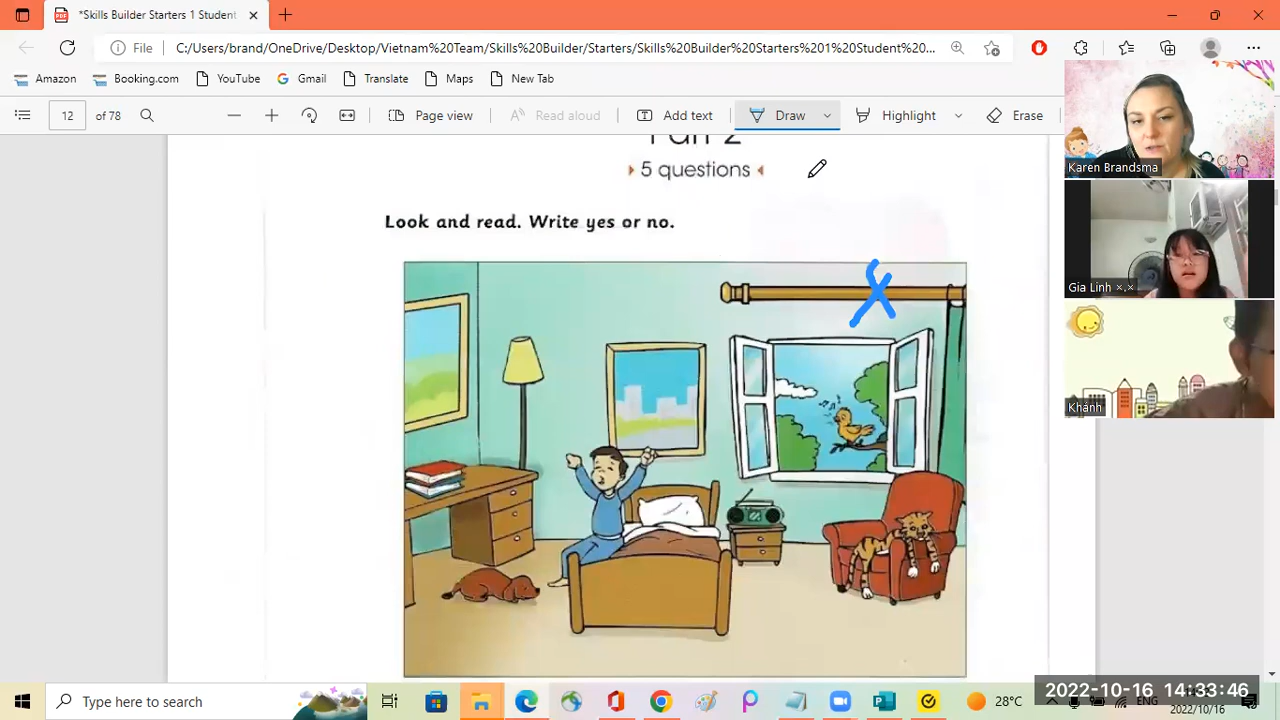 *Skills Builder Starters 1 Student
File
C:/Users/brand/OneDrive/Desktop/Vietnam%20Team/Skills%20Builder/Starters/Skills%20Builder%20Starters%201%20Student%20...
Amazon
Booking.com
YouTube
Gmail
Translate
Maps
New Tab
12 of 78
Page view
Read aloud
Add text
Draw
Highlight
Erase
Part 2
5 questions
Look and read. Write yes or no.
X
Karen Brandsma
Gia Linh ×.×
Khánh
Type here to search
28°C
ENG
2022-10-16 14:33:46
2022/10/16